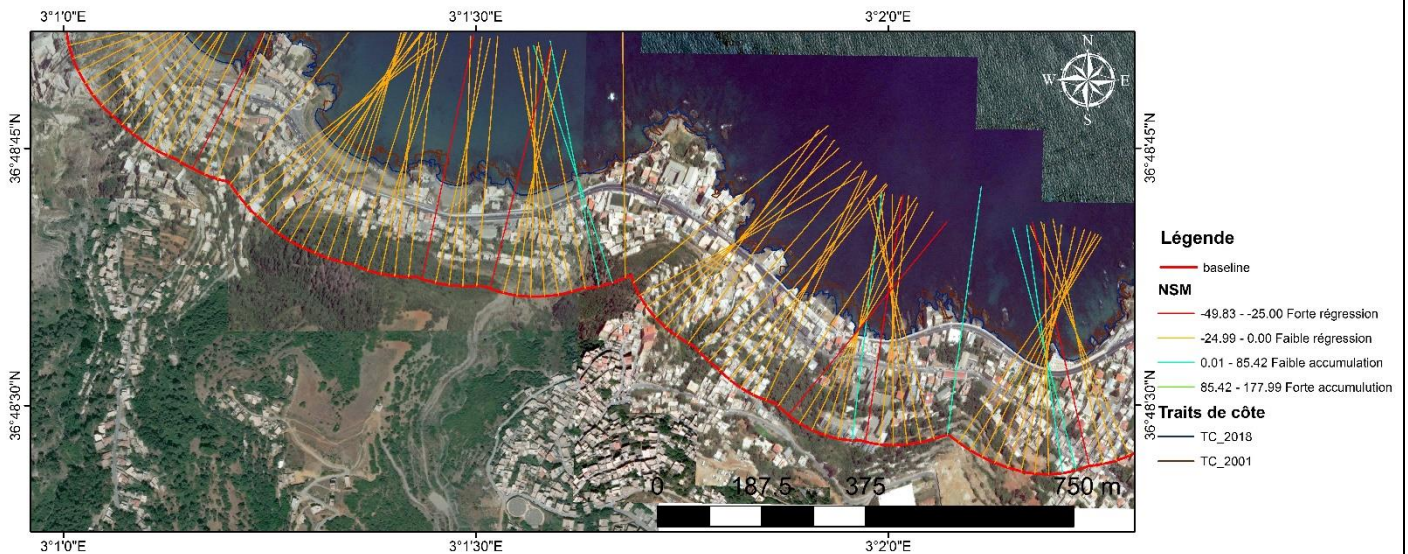 3°1'0"E 3°1'30"E 3°2'0"E
N
W E
S
36°48'45"N 36°48'45"N
36°48'30"N 36°48'30"N
0 187.5 375 750 m
3°1'0"E 3°1'30"E 3°2'0"E
Légende
baseline
NSM
-49.83 - -25.00 Forte régression
-24.99 - 0.00 Faible régression
0.01 - 85.42 Faible accumulation
85.42 - 177.99 Forte accumulution
Traits de côte
TC_2018
TC_2001